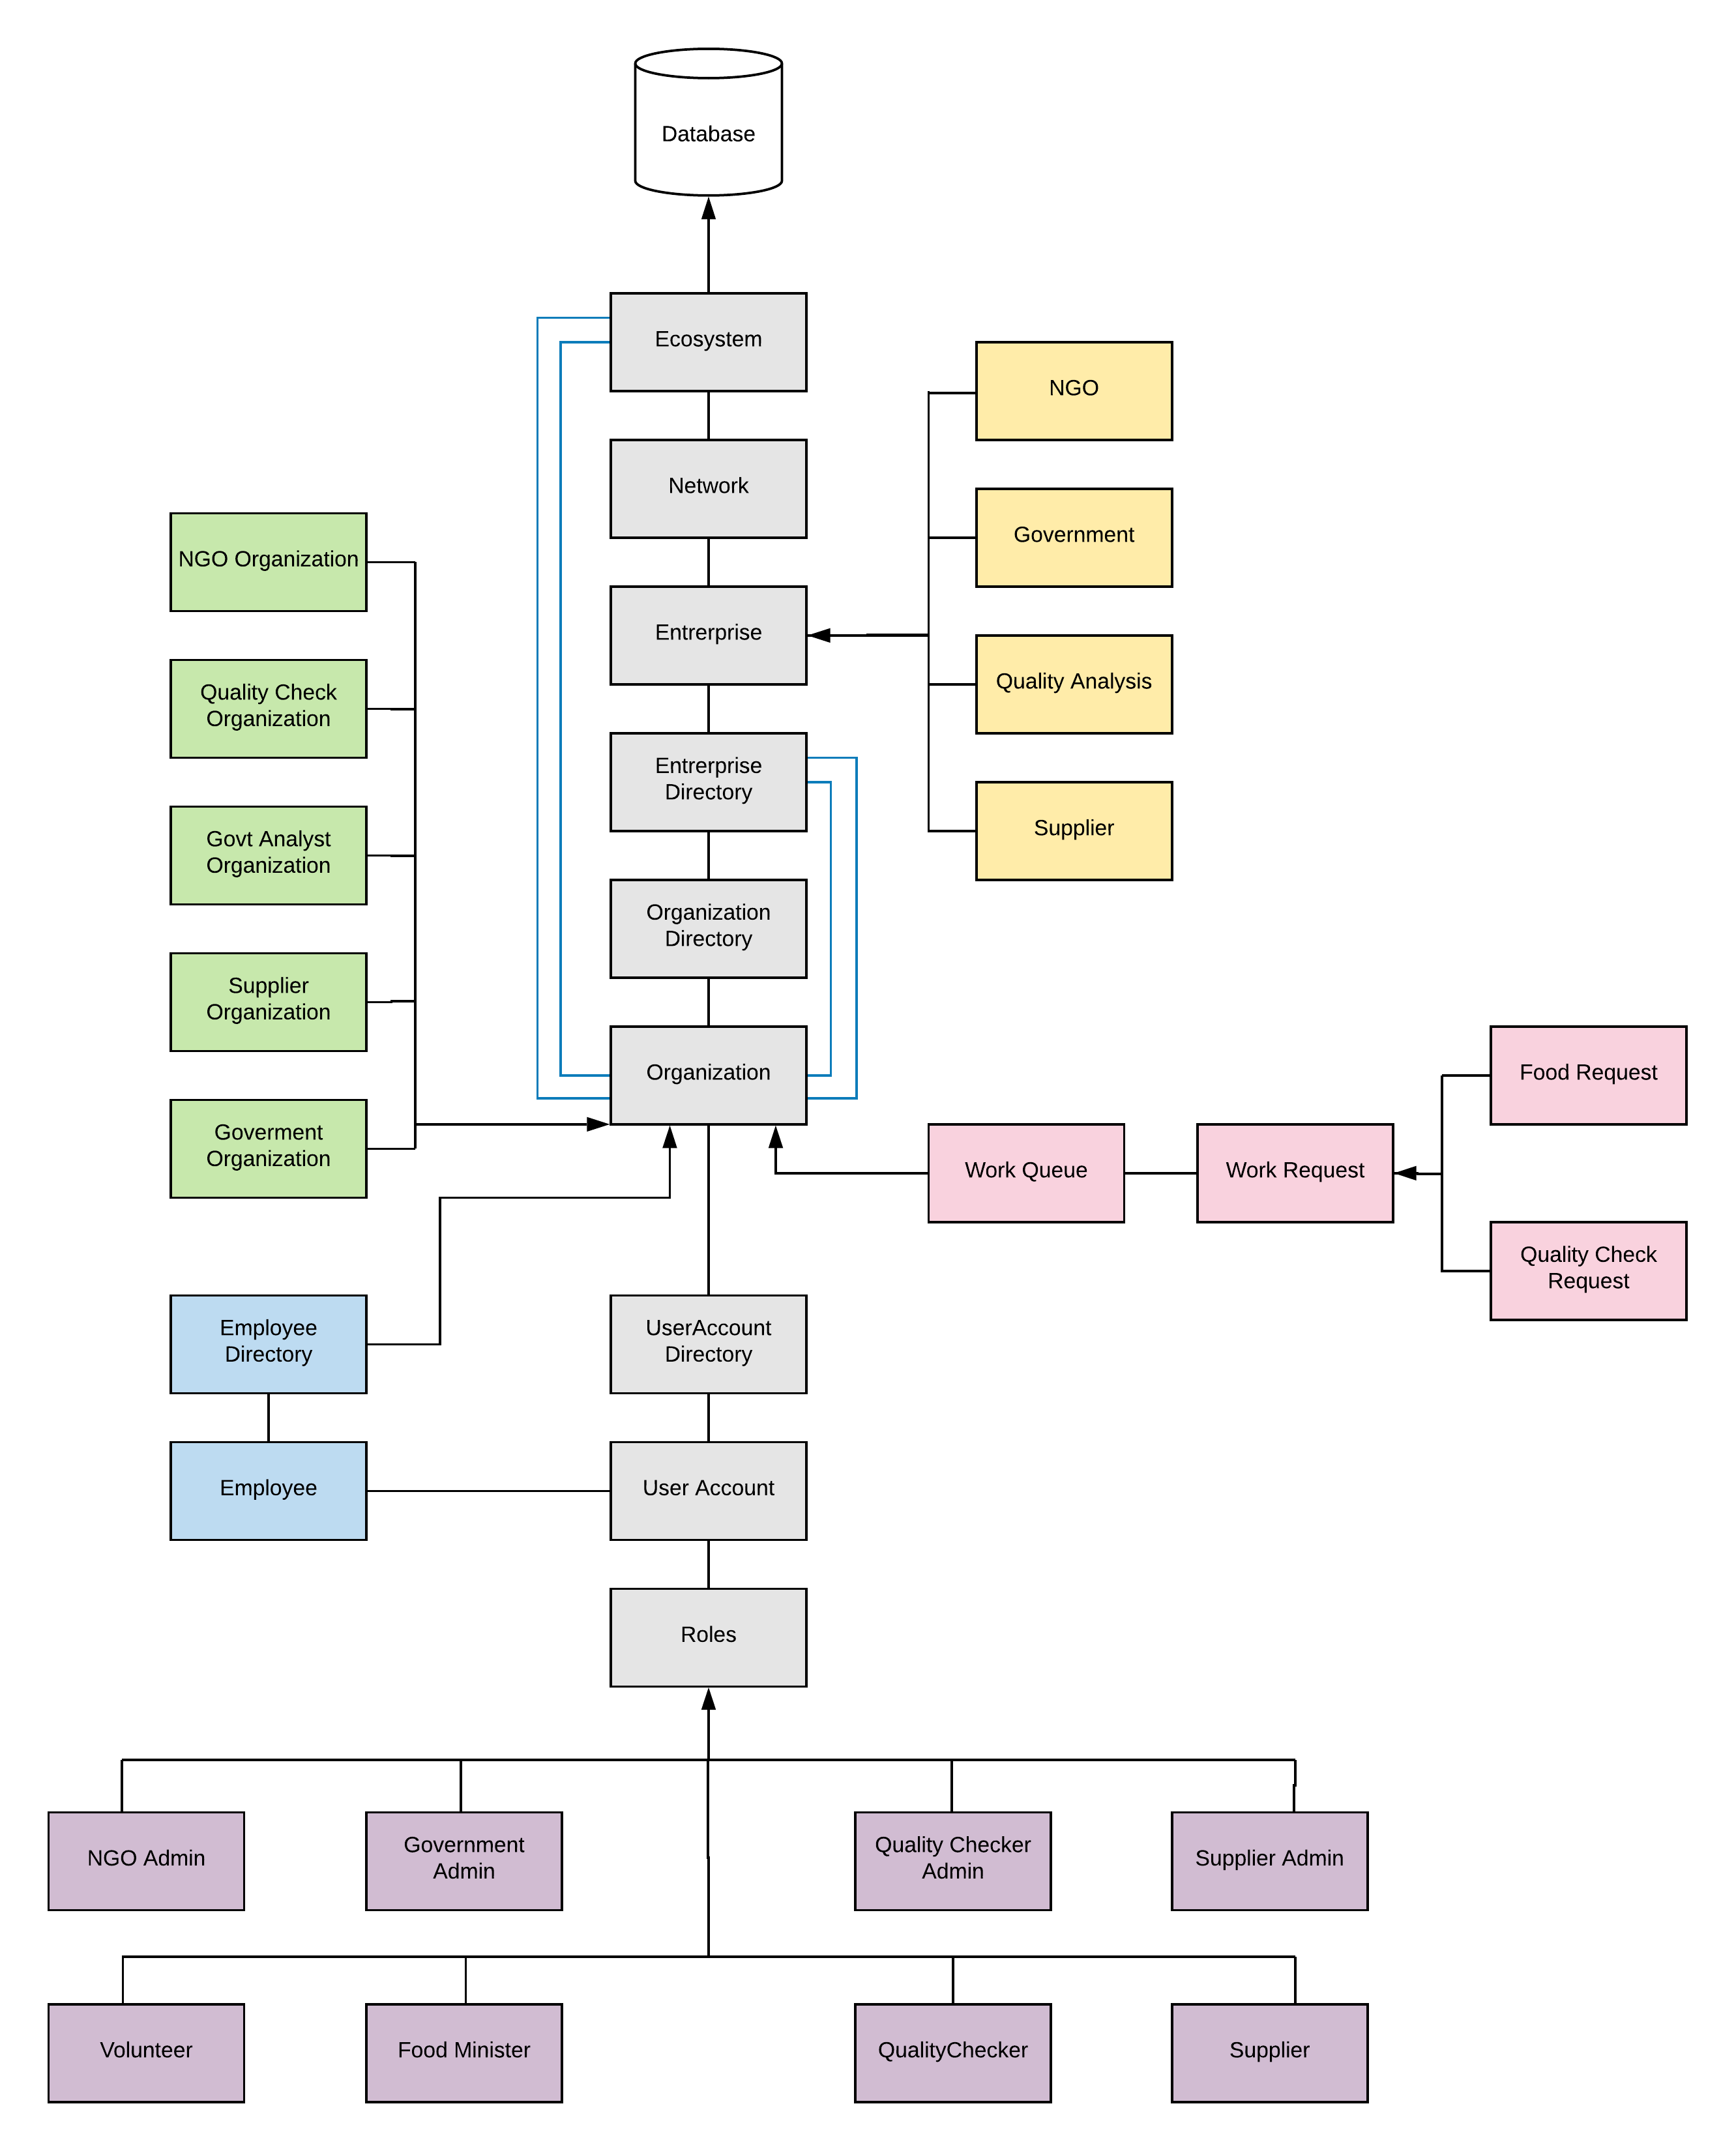 Database
Ecosystem
NGO
Network
Government
NGO Organization
Entrerprise
Quality Check
Organization
Quality Analysis
Entrerprise
Directory
Supplier
Govt Analyst
Organization
Organization
Directory
Supplier
Organization
Organization
Food Request
Goverment
Organization
Work Queue
Work Request
Quality Check
Request
Employee
Directory
UserAccount
Directory
Employee
User Account
Roles
NGO Admin
Government
Admin
Quality Checker
Admin
Supplier Admin
Volunteer
Food Minister
QualityChecker
Supplier